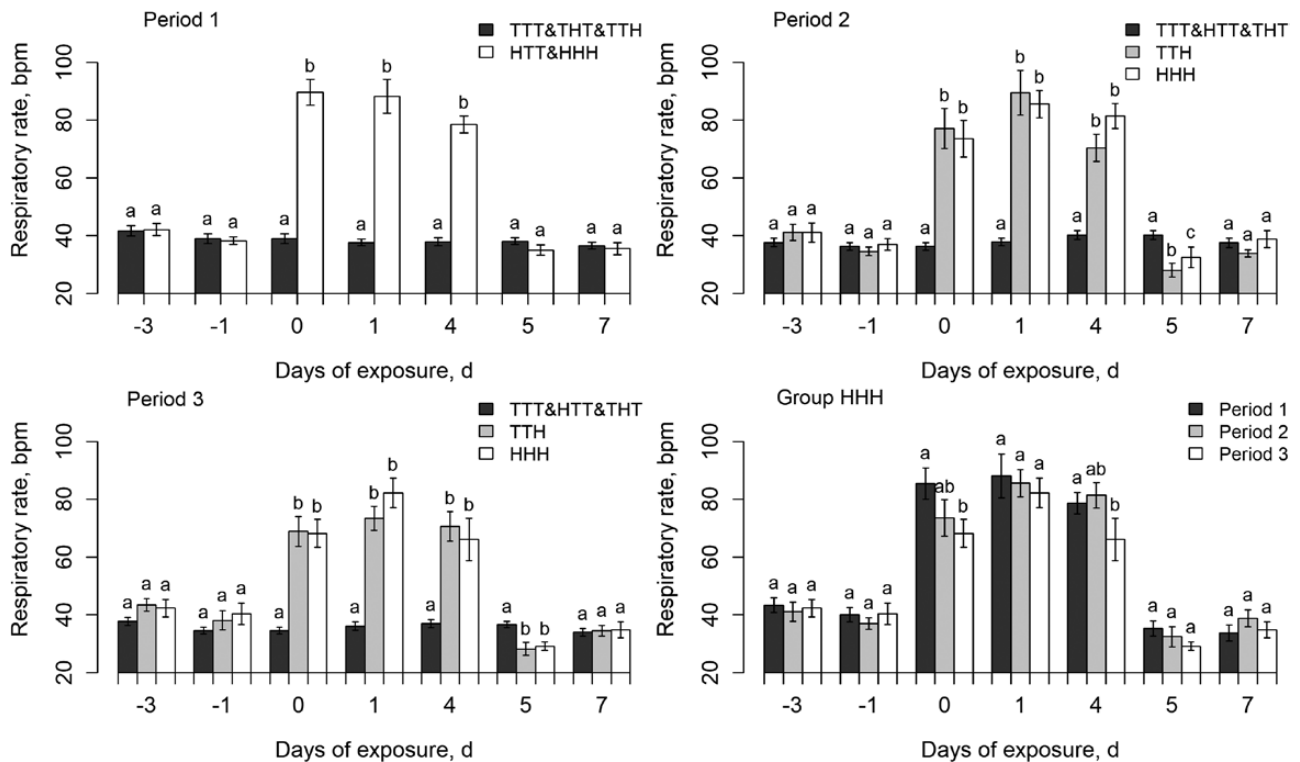 Period 1
TTT&THT&TTH
HTT&HHH
Respiratory rate, bpm
100
80
60
40
20
a a a a a b a b a b a a a a
-3 -1 0 1 4 5 7
Days of exposure, d
Period 2
TTT&HTT&THT
TTH
HHH
Respiratory rate, bpm
100
80
60
40
20
a a a a a a a b b a b b a b b a b c a a a
-3 -1 0 1 4 5 7
Days of exposure, d
Period 3
TTT&HTT&THT
TTH
HHH
Respiratory rate, bpm
100
80
60
40
20
a a a a a a a b b a b b a b b a b b a a a
-3 -1 0 1 4 5 7
Days of exposure, d
Group HHH
Period 1
Period 2
Period 3
Respiratory rate, bpm
100
80
60
40
20
a a a a a a a ab b a a a a ab b a a a a a a
-3 -1 0 1 4 5 7
Days of exposure, d